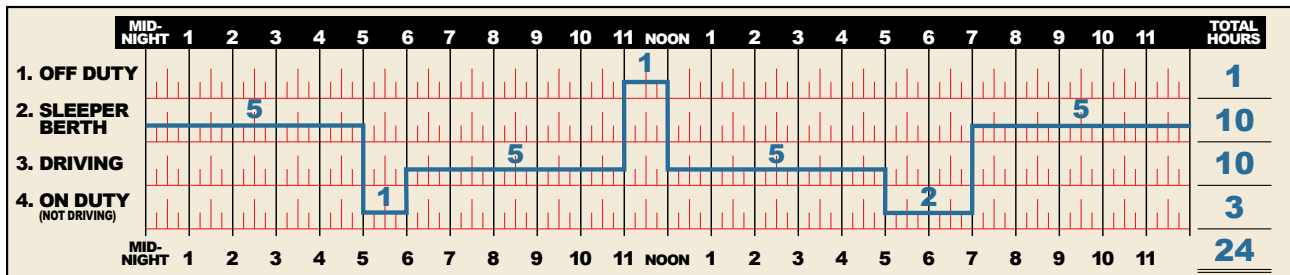 MID-NIGHT 1 2 3 4 5 6 7 8 9 10 11 NOON 1 2 3 4 5 6 7 8 9 10 11 TOTAL HOURS
1. OFF DUTY 1 1
2. SLEEPER BERTH 5 5 10
3. DRIVING 5 5 10
4. ON DUTY (NOT DRIVING) 1 2 3
MID-NIGHT 1 2 3 4 5 6 7 8 9 10 11 NOON 1 2 3 4 5 6 7 8 9 10 11 24